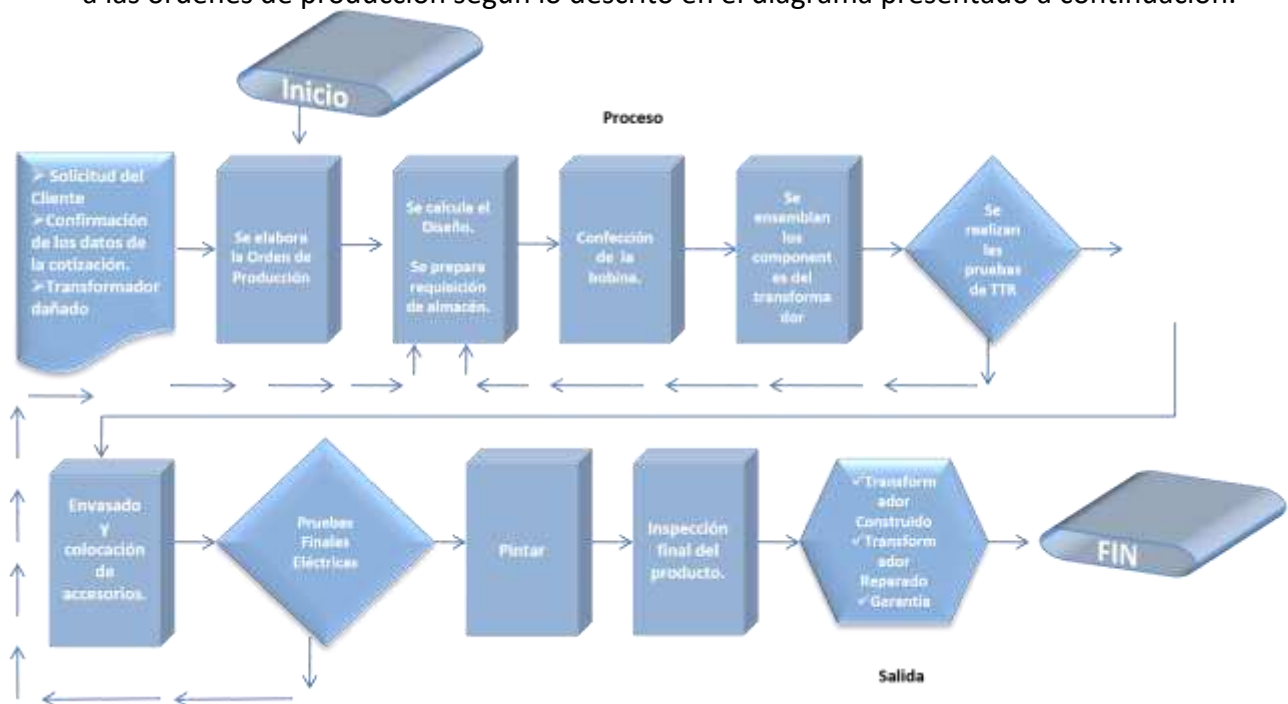 a las órdenes de producción según lo descrito en el diagrama presentado a continuación.
Inicio
Proceso
➢ Solicitud del
Cliente
➢Confirmación
de los datos de
la cotización.
➢Transformador
dañado
Se elabora
la Orden de
Producción
Se calcula el
Diseño.
Se prepara
requisición
de almacén.
Confección
de la
bobina.
Se
ensamblan
los
component
es del
transforma
dor
Se
realizan
las
pruebas
de TTR
Envasado
y
colocación
de
accesorios.
Pruebas
Finales
Eléctricas
Pintar
Inspección
final del
producto.
✓Transform
ador
Construido
✓Transform
ador
Reparado
✓Garantía
FIN
Salida